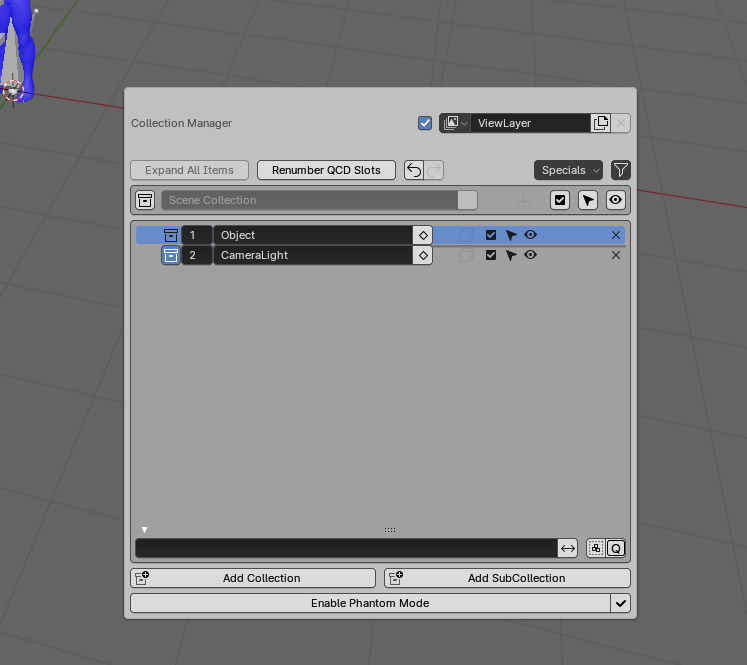 Collection Manager
ViewLayer
Expand All Items
Renumber QCD Slots
Specials
Scene Collection
1 Object
2 CameraLight
Q
Add Collection
Add SubCollection
Enable Phantom Mode